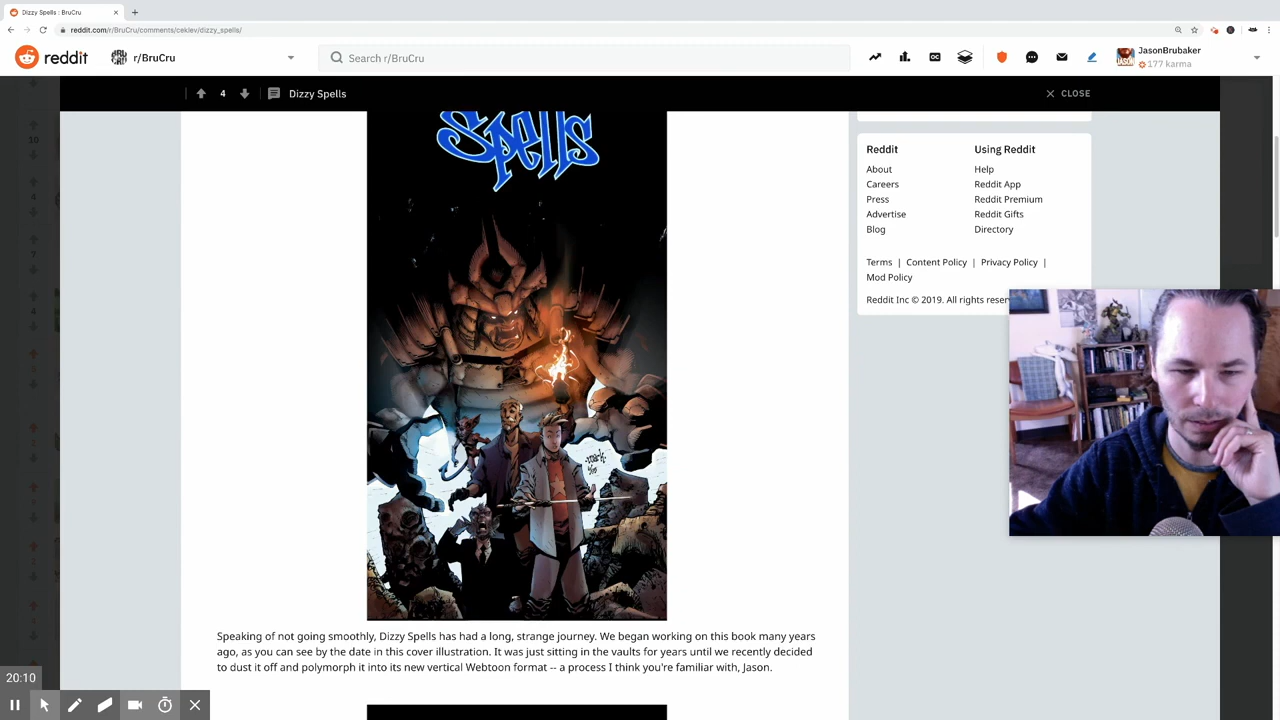 Dizzy Spells : BruCru
reddit.com/r/BruCru/comments/ceklev/dizzy_spells/
reddit
r/BruCru
Search r/BruCru
JasonBrubaker
177 karma
4
Dizzy Spells
CLOSE
10
4
7
4
Spells
Reddit
Using Reddit
About
Help
Careers
Reddit App
Press
Reddit Premium
Advertise
Reddit Gifts
Blog
Directory
Terms | Content Policy | Privacy Policy |
Mod Policy
Reddit Inc © 2019. All rights reser
Speaking of not going smoothly, Dizzy Spells has had a long, strange journey. We began working on this book many years
ago, as you can see by the date in this cover illustration. It was just sitting in the vaults for years until we recently decided
to dust it off and polymorph it into its new vertical Webtoon format -- a process I think you're familiar with, Jason.
20:10